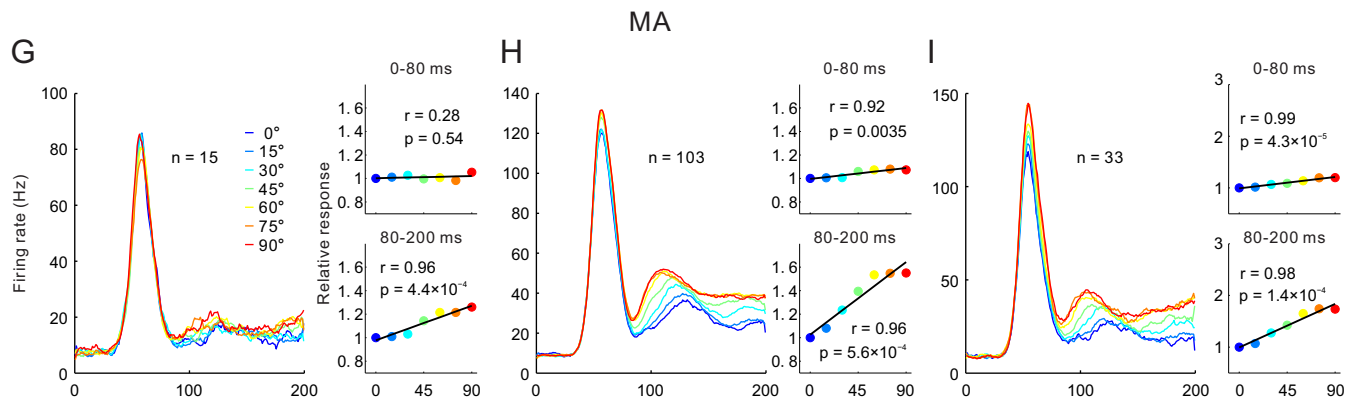 MA
G
Firing rate (Hz)
100
80
60
40
20
0
0
100
200
0°
15°
30°
45°
60°
75°
90°
n = 15
Relative response
0-80 ms
1.6
1.4
1.2
1
0.8
r = 0.28
p = 0.54
80-200 ms
1.6
1.4
1.2
1
0.8
r = 0.96
p = 4.4×10⁻⁴
0
45
90
H
140
120
100
80
60
40
20
0
0
100
200
n = 103
0-80 ms
1.6
1.4
1.2
1
0.8
r = 0.92
p = 0.0035
80-200 ms
1.6
1.4
1.2
1
0.8
r = 0.96
p = 5.6×10⁻⁴
0
45
90
I
150
100
50
0
0
100
200
n = 33
0-80 ms
3
2
1
r = 0.99
p = 4.3×10⁻⁵
80-200 ms
3
2
1
r = 0.98
p = 1.4×10⁻⁴
0
45
90